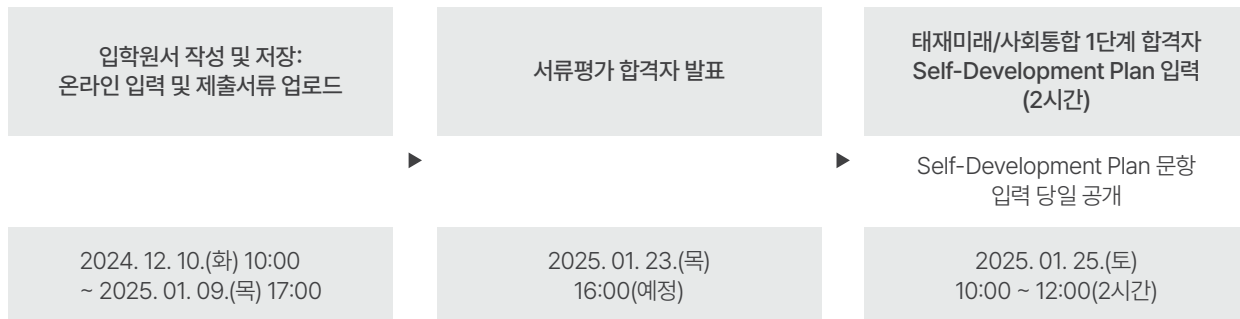 입학원서 작성 및 저장:
온라인 입력 및 제출서류 업로드
▶
서류평가 합격자 발표
▶
태재미래/사회통합 1단계 합격자
Self-Development Plan 입력
(2시간)
Self-Development Plan 문항
입력 당일 공개
2024. 12. 10.(화) 10:00
~ 2025. 01. 09.(목) 17:00
2025. 01. 23.(목)
16:00(예정)
2025. 01. 25.(토)
10:00 ~ 12:00(2시간)